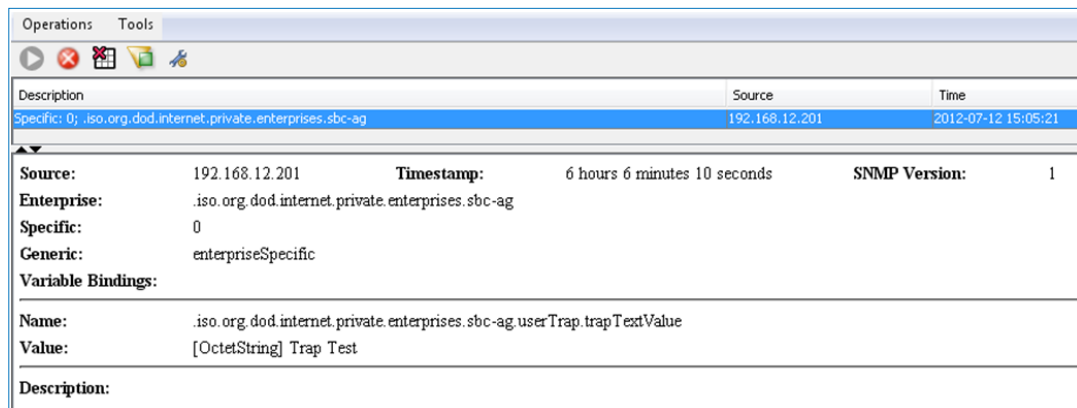 Operations Tools
Description Source Time
Specific: 0; .iso.org.dod.internet.private.enterprises.sbc-ag 192.168.12.201 2012-07-12 15:05:21
Source: 192.168.12.201 Timestamp: 6 hours 6 minutes 10 seconds SNMP Version: 1
Enterprise: .iso.org.dod.internet.private.enterprises.sbc-ag
Specific: 0
Generic: enterpriseSpecific
Variable Bindings:
Name: .iso.org.dod.internet.private.enterprises.sbc-ag.userTrap.trapTextValue
Value: [OctetString] Trap Test
Description: